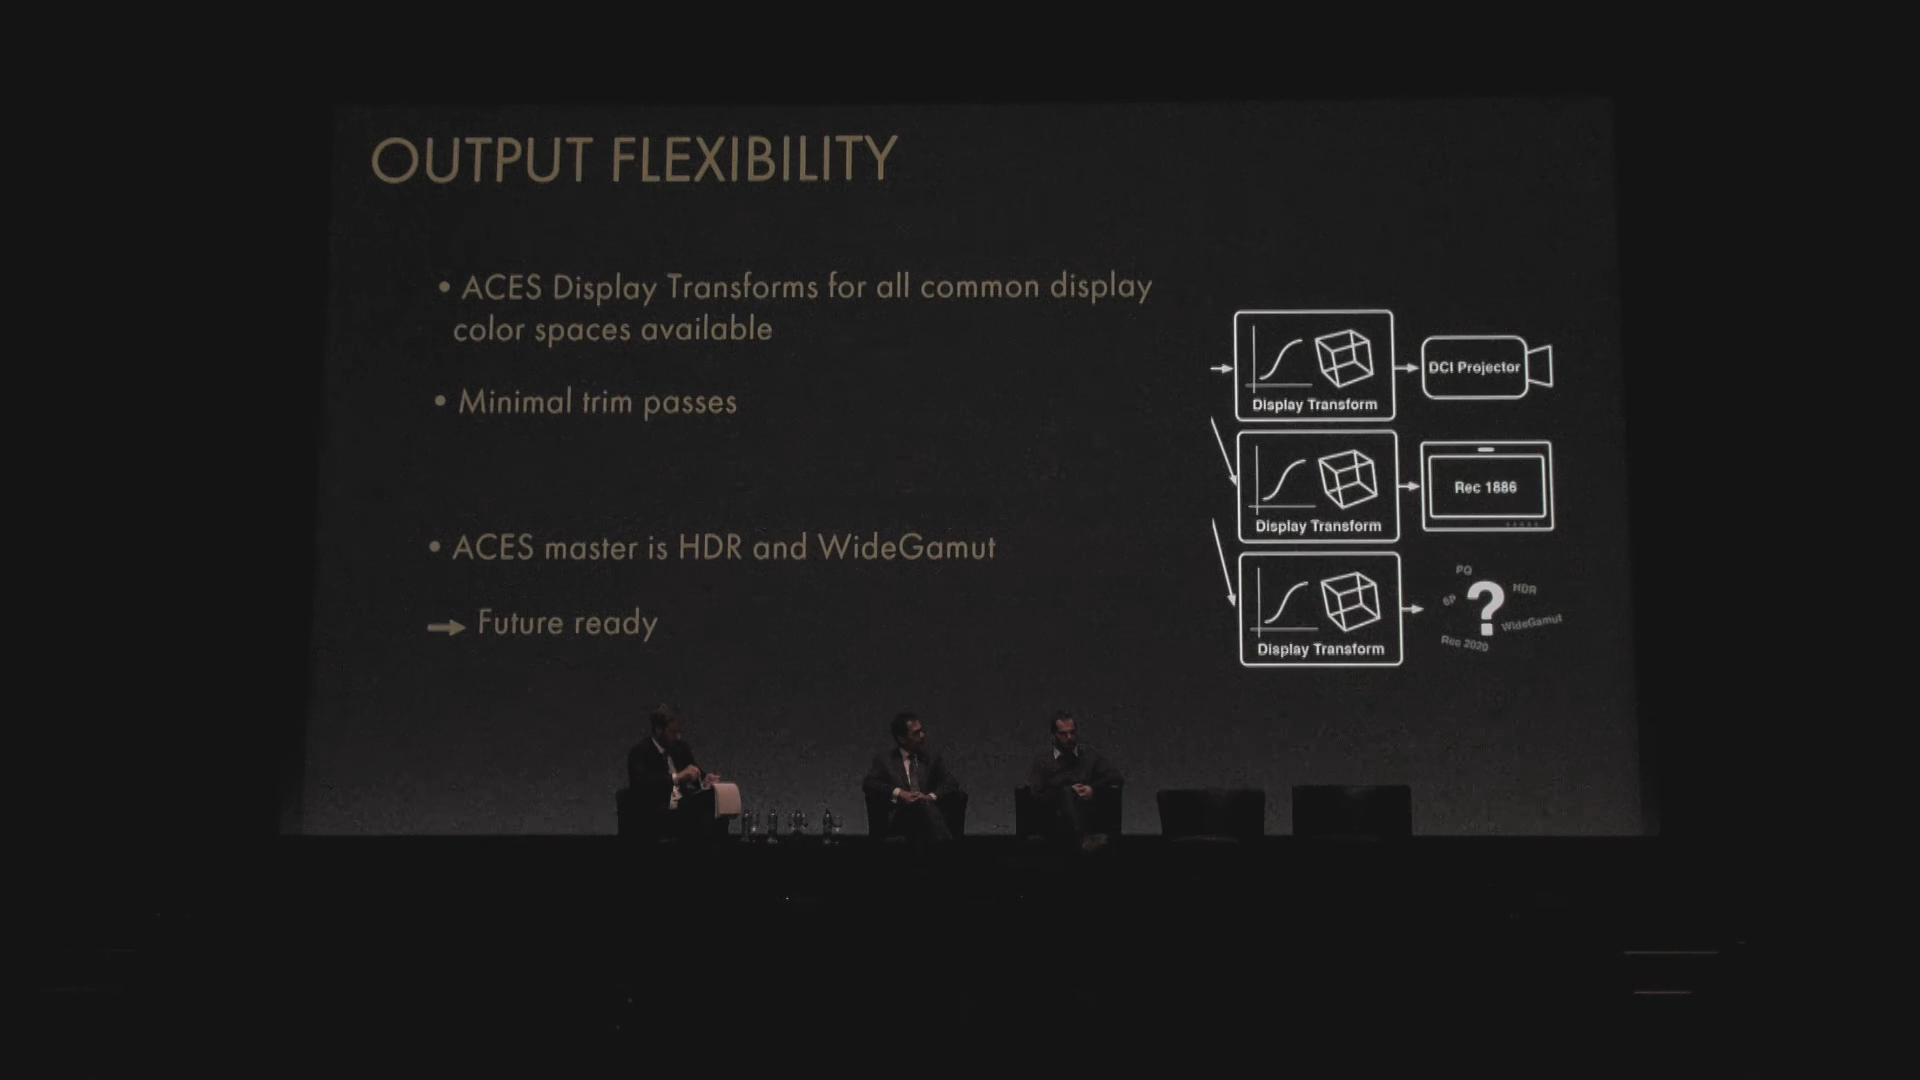 OUTPUT FLEXIBILITY
• ACES Display Transforms for all common display
color spaces available
• Minimal trim passes
• ACES master is HDR and WideGamut
→ Future ready
Display Transform
DCI Projector
Display Transform
Rec 1886
Display Transform
PQ
HDR
6P
?
WideGamut
Rec 2020